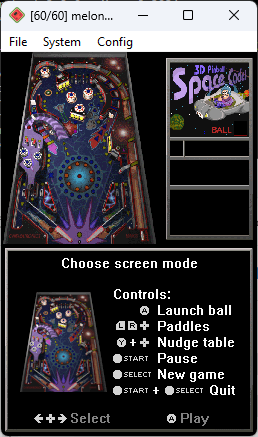 [60/60] melon...
File System Config
3D Pinball
Space Cadet
BALL
Choose screen mode
Controls:
A Launch ball
L R Paddles
Y + Nudge table
START Pause
SELECT New game
START + SELECT Quit
Select
A Play